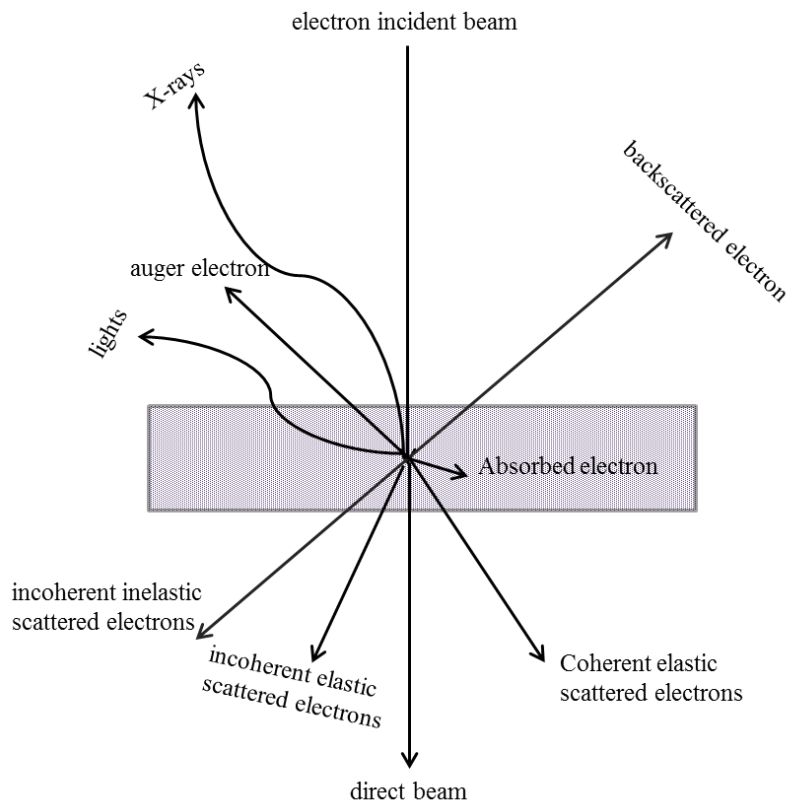 electron incident beam
X-rays
backscattered electron
auger electron
lights
Absorbed electron
incoherent inelastic
scattered electrons
incoherent elastic
scattered electrons
Coherent elastic
scattered electrons
direct beam